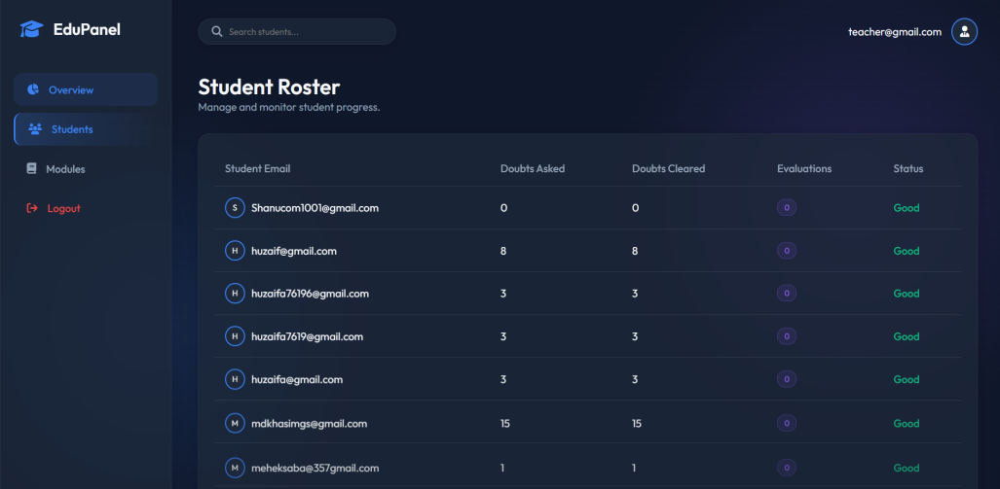 EduPanel
Search students...
teacher@gmail.com
Overview
Students
Modules
Logout
Student Roster
Manage and monitor student progress.
Student Email Doubts Asked Doubts Cleared Evaluations Status
S Shanucom1001@gmail.com 0 0 0 Good
H huzaif@gmail.com 8 8 0 Good
H huzaifa76196@gmail.com 3 3 0 Good
H huzaifa7619@gmail.com 3 3 0 Good
H huzaifa@gmail.com 3 3 0 Good
M mdkhasimgs@gmail.com 15 15 0 Good
M meheksaba@357gmail.com 1 1 0 Good